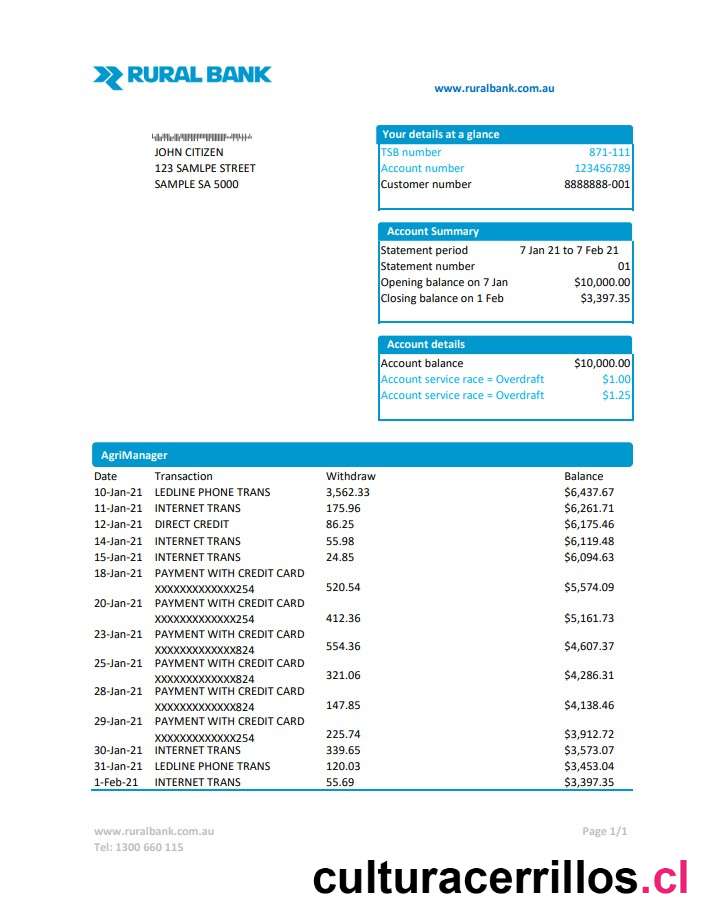 RURAL BANK
www.ruralbank.com.au
JOHN CITIZEN
123 SAMLPE STREET
SAMPLE SA 5000
Your details at a glance
TSB number 871-111
Account number 123456789
Customer number 8888888-001
Account Summary
Statement period 7 Jan 21 to 7 Feb 21
Statement number 01
Opening balance on 7 Jan $10,000.00
Closing balance on 1 Feb $3,397.35
Account details
Account balance $10,000.00
Account service race = Overdraft $1.00
Account service race = Overdraft $1.25
AgriManager
Date Transaction Withdraw Balance
10-Jan-21 LEDLINE PHONE TRANS 3,562.33 $6,437.67
11-Jan-21 INTERNET TRANS 175.96 $6,261.71
12-Jan-21 DIRECT CREDIT 86.25 $6,175.46
14-Jan-21 INTERNET TRANS 55.98 $6,119.48
15-Jan-21 INTERNET TRANS 24.85 $6,094.63
18-Jan-21 PAYMENT WITH CREDIT CARD
XXXXXXXXXXXXX254 520.54 $5,574.09
20-Jan-21 PAYMENT WITH CREDIT CARD
XXXXXXXXXXXXX254 412.36 $5,161.73
23-Jan-21 PAYMENT WITH CREDIT CARD
XXXXXXXXXXXXX824 554.36 $4,607.37
25-Jan-21 PAYMENT WITH CREDIT CARD
XXXXXXXXXXXXX824 321.06 $4,286.31
28-Jan-21 PAYMENT WITH CREDIT CARD
XXXXXXXXXXXXX824 147.85 $4,138.46
29-Jan-21 PAYMENT WITH CREDIT CARD
XXXXXXXXXXXXX254 225.74 $3,912.72
30-Jan-21 INTERNET TRANS 339.65 $3,573.07
31-Jan-21 LEDLINE PHONE TRANS 120.03 $3,453.04
1-Feb-21 INTERNET TRANS 55.69 $3,397.35
www.ruralbank.com.au Page 1/1
Tel: 1300 660 115
culturacerrillos.cl